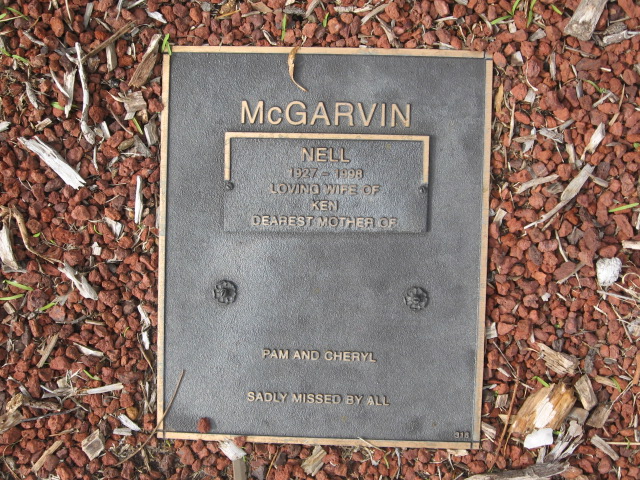 McGARVIN
NELL
1927 - 1998
LOVING WIFE OF
KEN
DEAREST MOTHER OF
PAM AND CHERYL
SADLY MISSED BY ALL